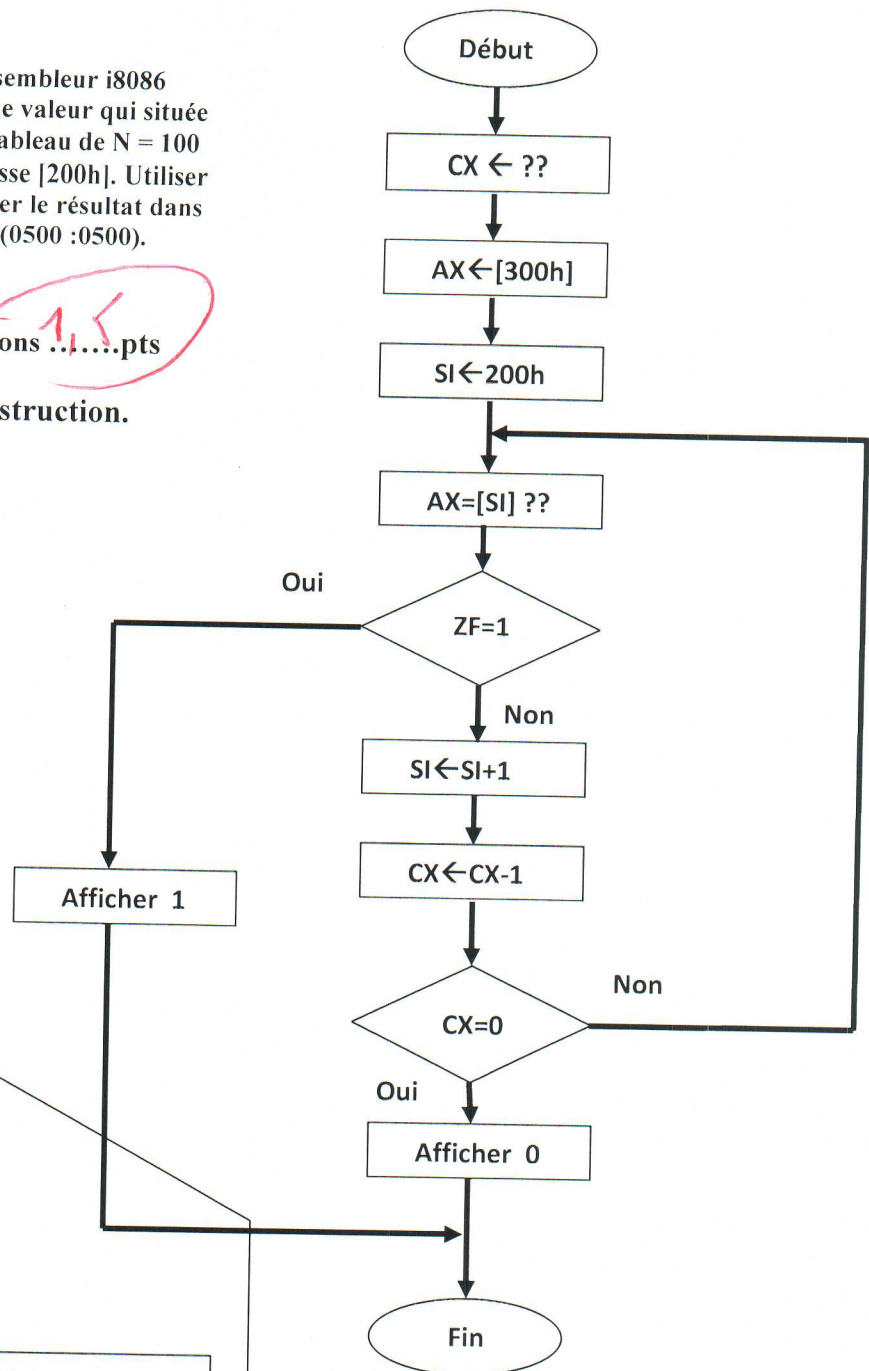 sembleur i8086
e valeur qui située
ableau de N = 100
sse [200h]. Utiliser
er le résultat dans
(0500 :0500).
ons .......pts
1,5
struction.
Début
CX ← ??
AX←[300h]
SI←200h
AX=[SI] ??
Oui
ZF=1
Non
SI←SI+1
CX←CX-1
Afficher 1
Non
CX=0
Oui
Afficher 0
Fin